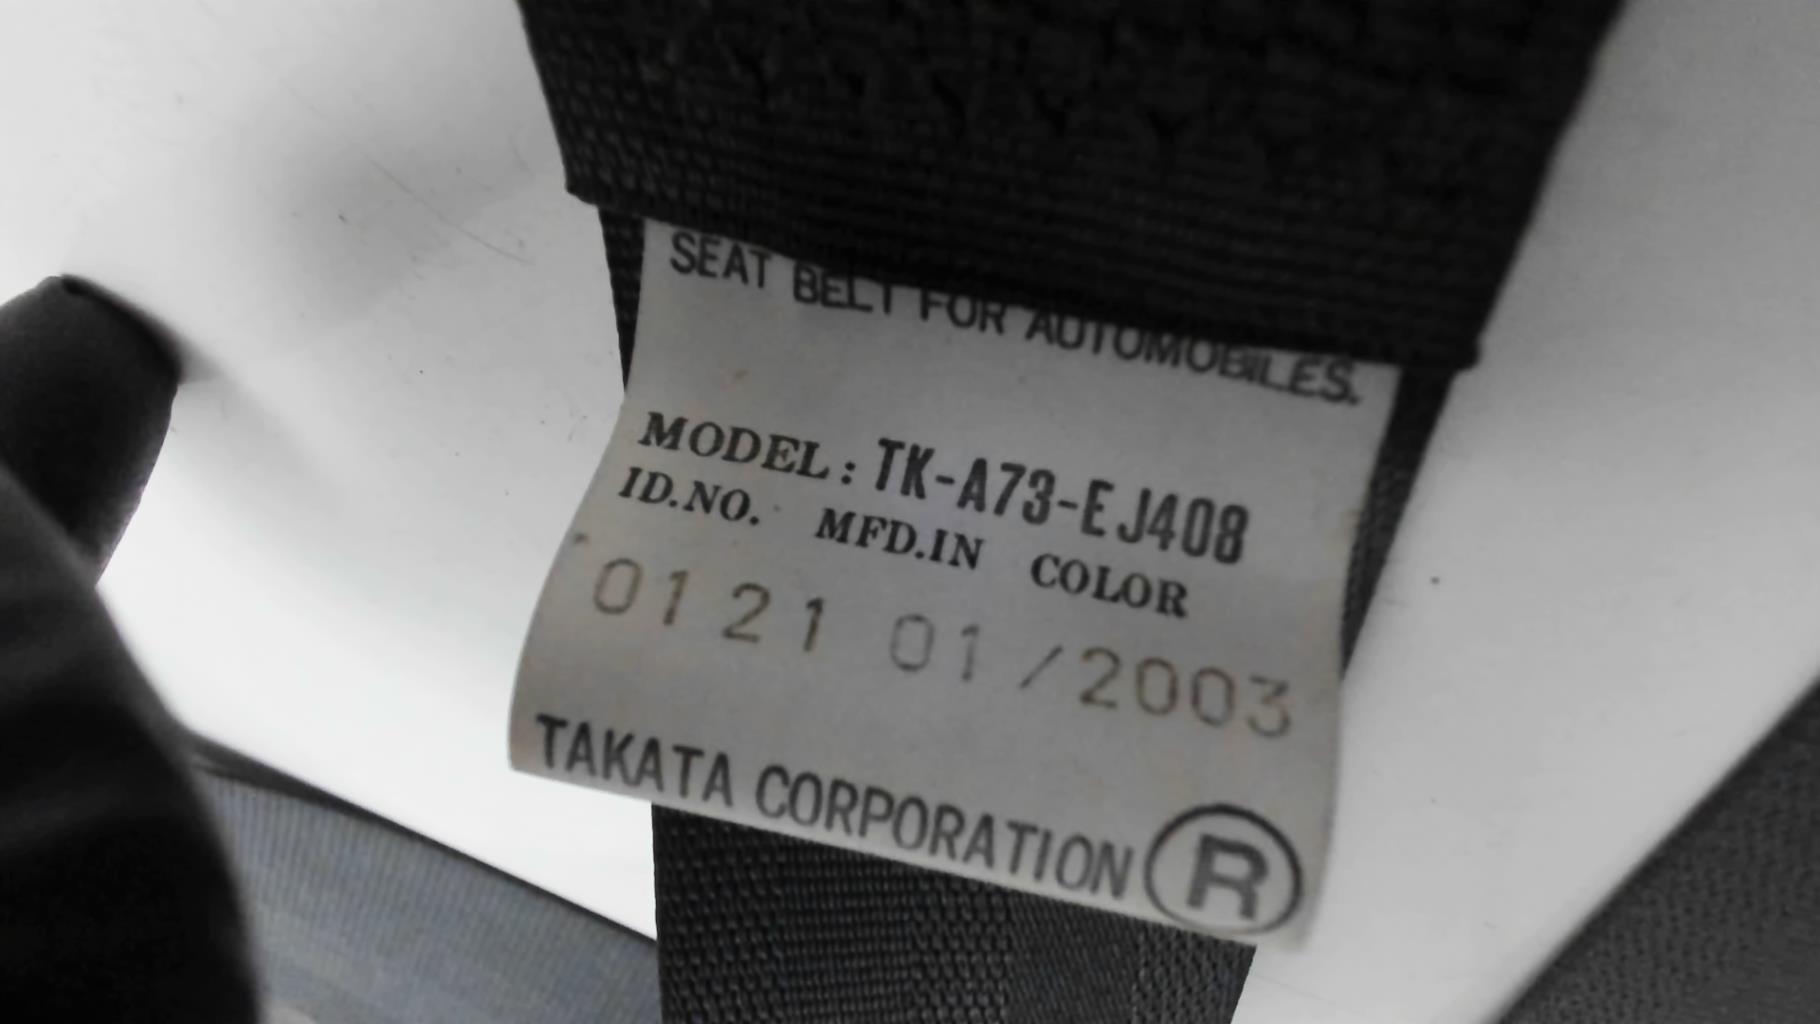 SEAT BELT FOR AUTOMOBILES.
MODEL: TK-A73-EJ408
ID.NO. MFD.IN COLOR
0121 01/2003
TAKATA CORPORATION R